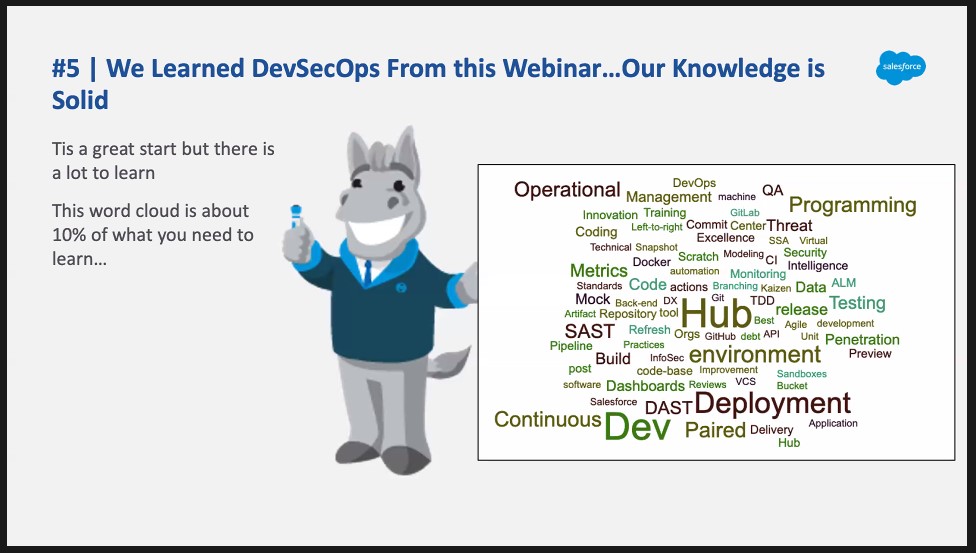 #5 | We Learned DevSecOps From this Webinar...Our Knowledge is
Solid
salesforce
Tis a great start but there is
a lot to learn
This word cloud is about
10% of what you need to
learn...
DevOps
Operational Management machine QA
Programming
Innovation Training GitLab
Coding Left-to-right Commit Center Threat
Excellence SSA Virtual
Technical Snapshot Scratch Modeling CI Security
Docker Intelligence
Metrics automation Monitoring
Standards Code actions Branching Kaizen Data ALM
Mock Back-end DX Git TDD release Testing
Artifact Repository tool Hub Best Agile development
SAST Refresh Orgs GitHub debt API Unit Penetration
Pipeline Practices
Build InfoSec environment Preview
post code-base Improvement Sandboxes
software Dashboards Reviews VCS Bucket
Salesforce DAST Deployment
Continuous Dev Paired Delivery Application
Hub